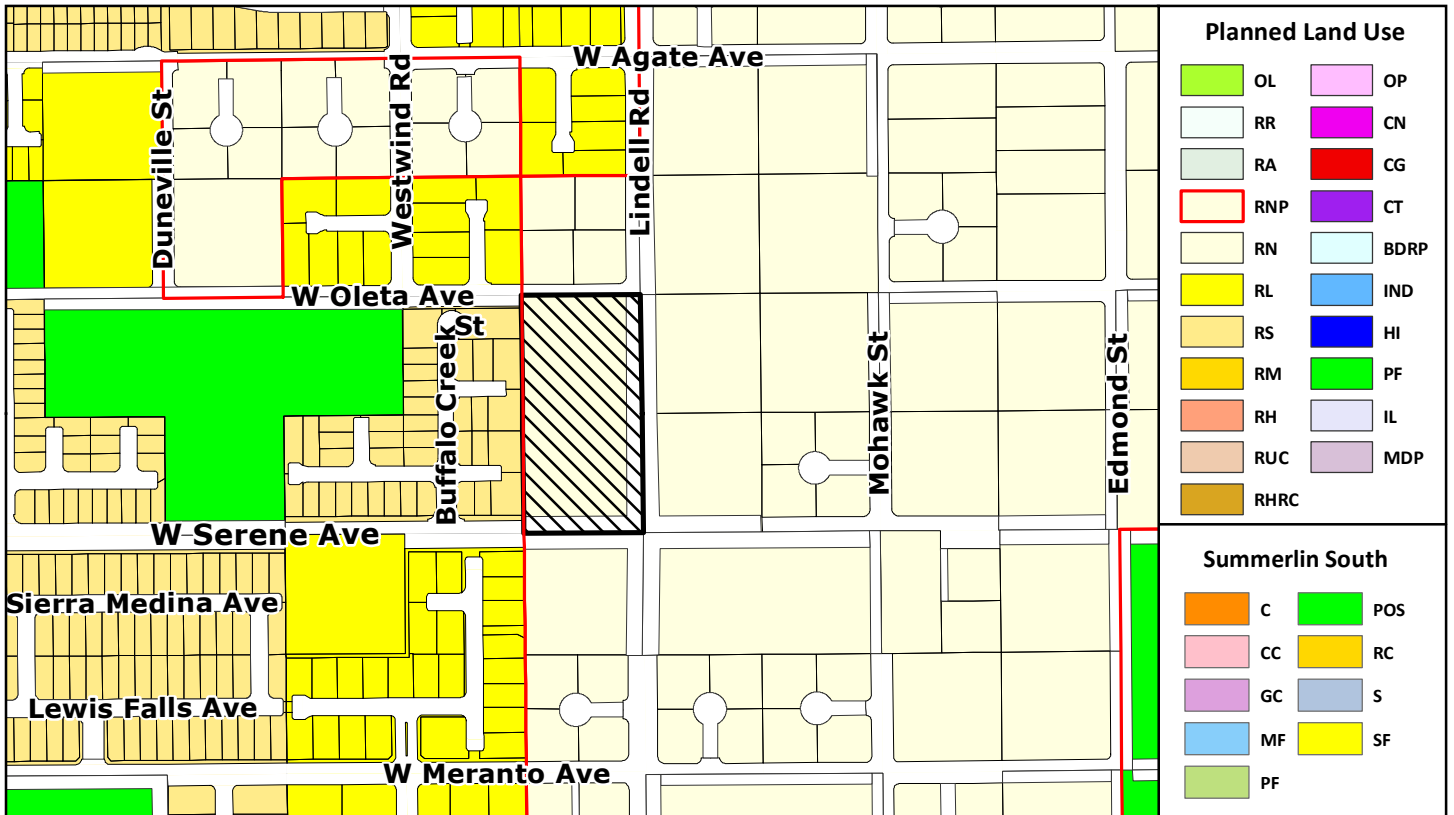 W Agate Ave
Duneville St
Westwind Rd
Lindell Rd
W Oleta Ave
Buffalo Creek
St
Mohawk St
Edmond St
W Serene Ave
Sierra Medina Ave
Lewis Falls Ave
W Meranto Ave
Planned Land Use
OL OP
RR CN
RA CG
RNP CT
RN BDRP
RL IND
RS HI
RM PF
RH IL
RUC MDP
RHRC
Summerlin South
C POS
CC RC
GC S
MF SF
PF